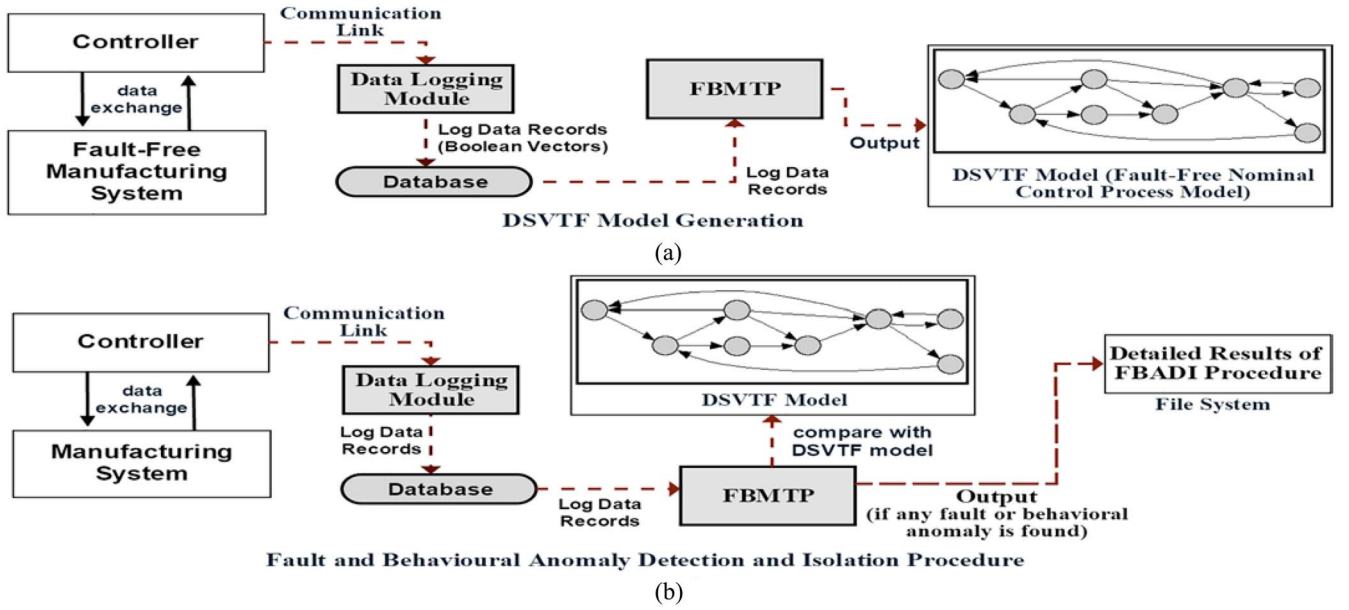 Controller
data
exchange
Fault-Free
Manufacturing
System
Communication
Link
Data Logging
Module
Log Data Records
(Boolean Vectors)
Database
Log Data
Records
FBMTP
Output
DSVTF Model (Fault-Free Nominal
Control Process Model)
DSVTF Model Generation
(a)
Controller
data
exchange
Manufacturing
System
Communication
Link
Data Logging
Module
Log Data
Records
Database
Log Data
Records
FBMTP
compare with
DSVTF model
DSVTF Model
Output
(if any fault or behavioral
anomaly is found)
Detailed Results of
FBADI Procedure
File System
Fault and Behavioural Anomaly Detection and Isolation Procedure
(b)